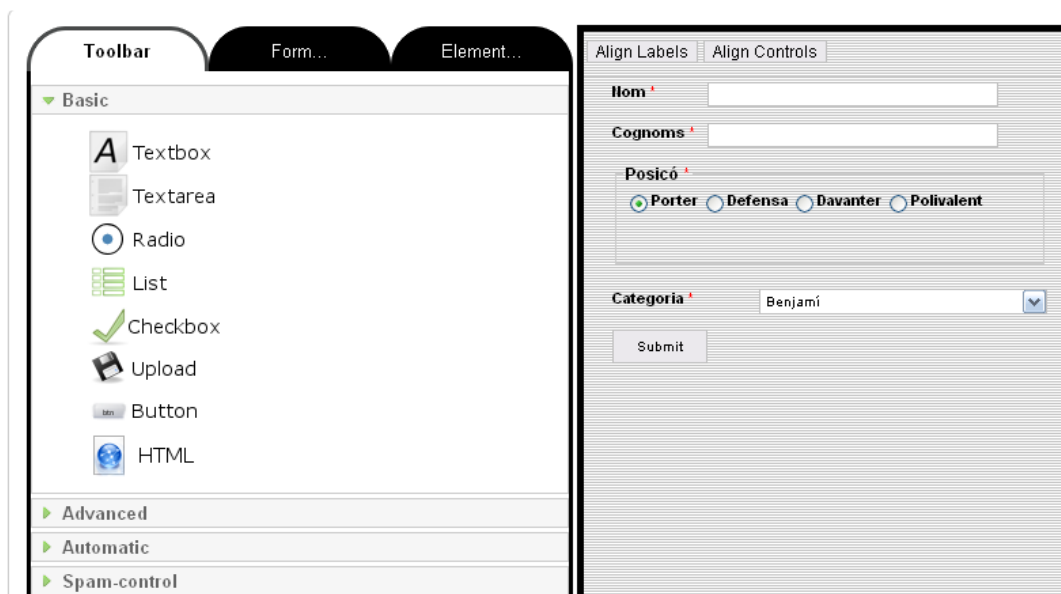 Toolbar
Form...
Element...
Basic
A Textbox
Textarea
Radio
List
Checkbox
Upload
btn Button
HTML
Advanced
Automatic
Spam-control
Align Labels Align Controls
Nom *
Cognoms *
Posicó *
Porter Defensa Davanter Polivalent
Categoria * Benjamí
Submit